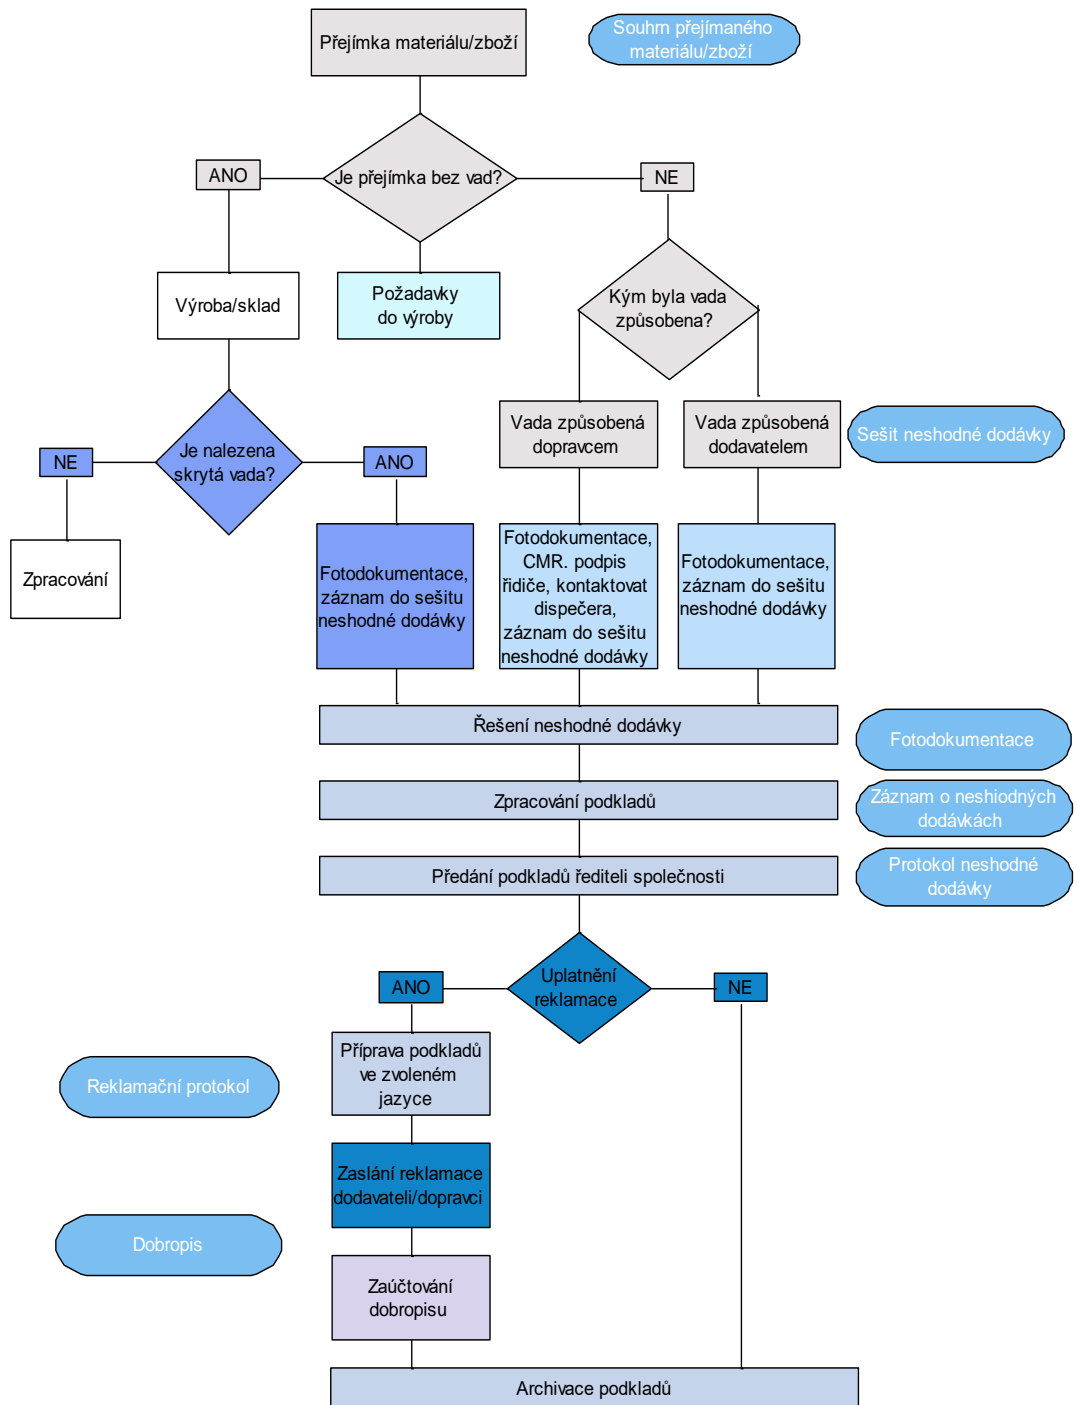 Přejímka materiálu/zboží
Souhrn přejímaného
materiálu/zboží
ANO
Je přejímka bez vad?
NE
Výroba/sklad
Požadavky
do výroby
Kým byla vada
způsobena?
Vada způsobená
dopravcem
Vada způsobená
dodavatelem
Sešit neshodné dodávky
NE
Je nalezena
skrytá vada?
ANO
Zpracování
Fotodokumentace,
záznam do sešitu
neshodné dodávky
Fotodokumentace,
CMR. podpis
řidiče, kontaktovat
dispečera,
záznam do sešitu
neshodné dodávky
Fotodokumentace,
záznam do sešitu
neshodné dodávky
Řešení neshodné dodávky
Fotodokumentace
Zpracování podkladů
Záznam o neshiodných
dodávkách
Předání podkladů řediteli společnosti
Protokol neshodné
dodávky
ANO
Uplatnění
reklamace
NE
Příprava podkladů
ve zvoleném
jazyce
Reklamační protokol
Zaslání reklamace
dodavateli/dopravci
Dobropis
Zaúčtování
dobropisu
Archivace podkladů